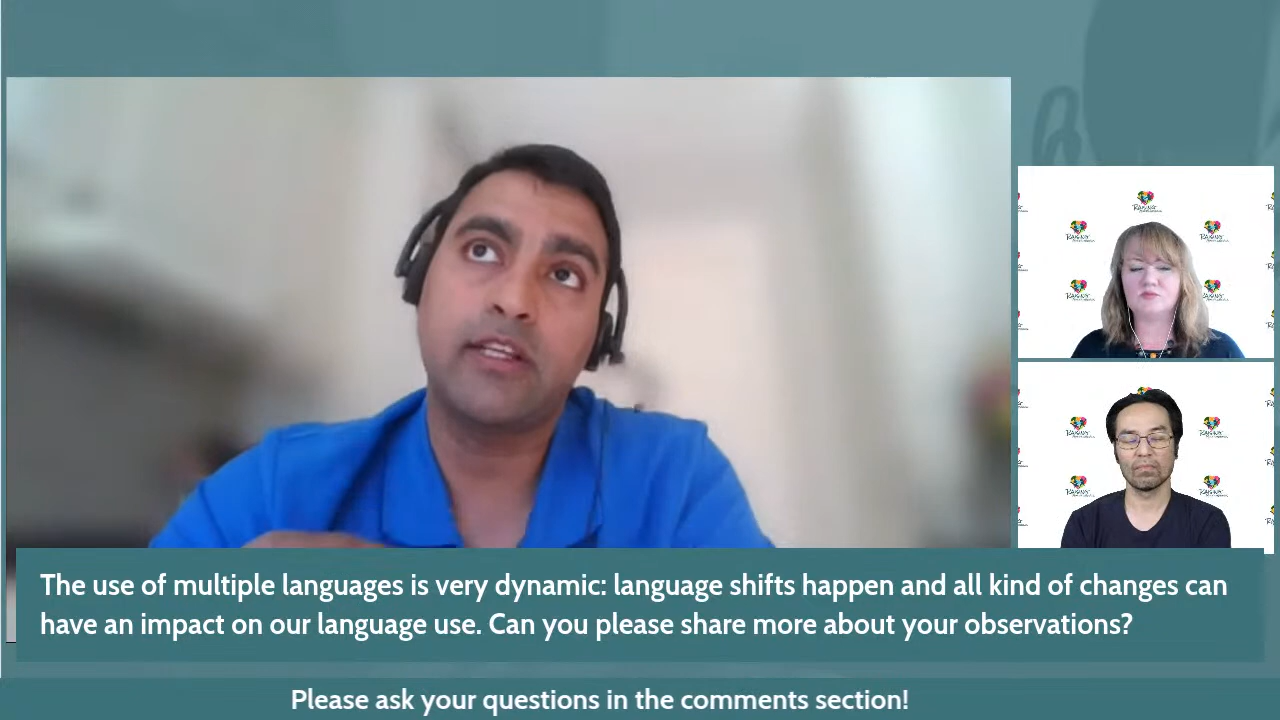 The use of multiple languages is very dynamic: language shifts happen and all kind of changes can
have an impact on our language use. Can you please share more about your observations?
Please ask your questions in the comments section!